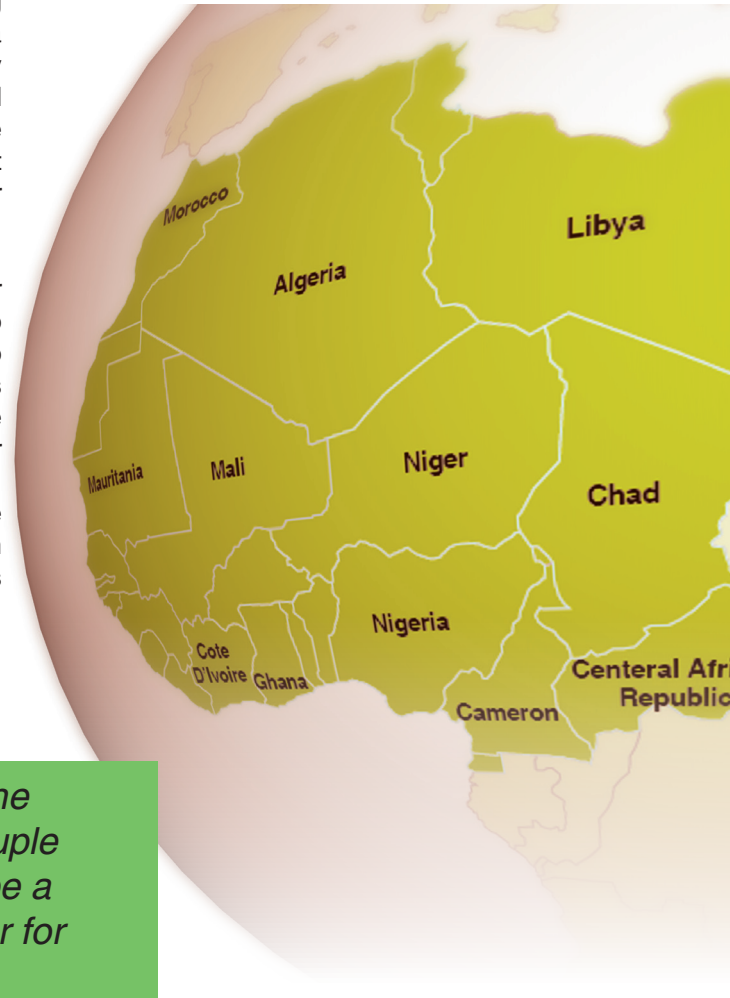 Morocco
Algeria
Libya
Mauritania
Mali
Niger
Chad
Nigeria
Cote
D'Ivoire
Ghana
Centeral Afri
Republic
Cameron
he
uple
e a
r for